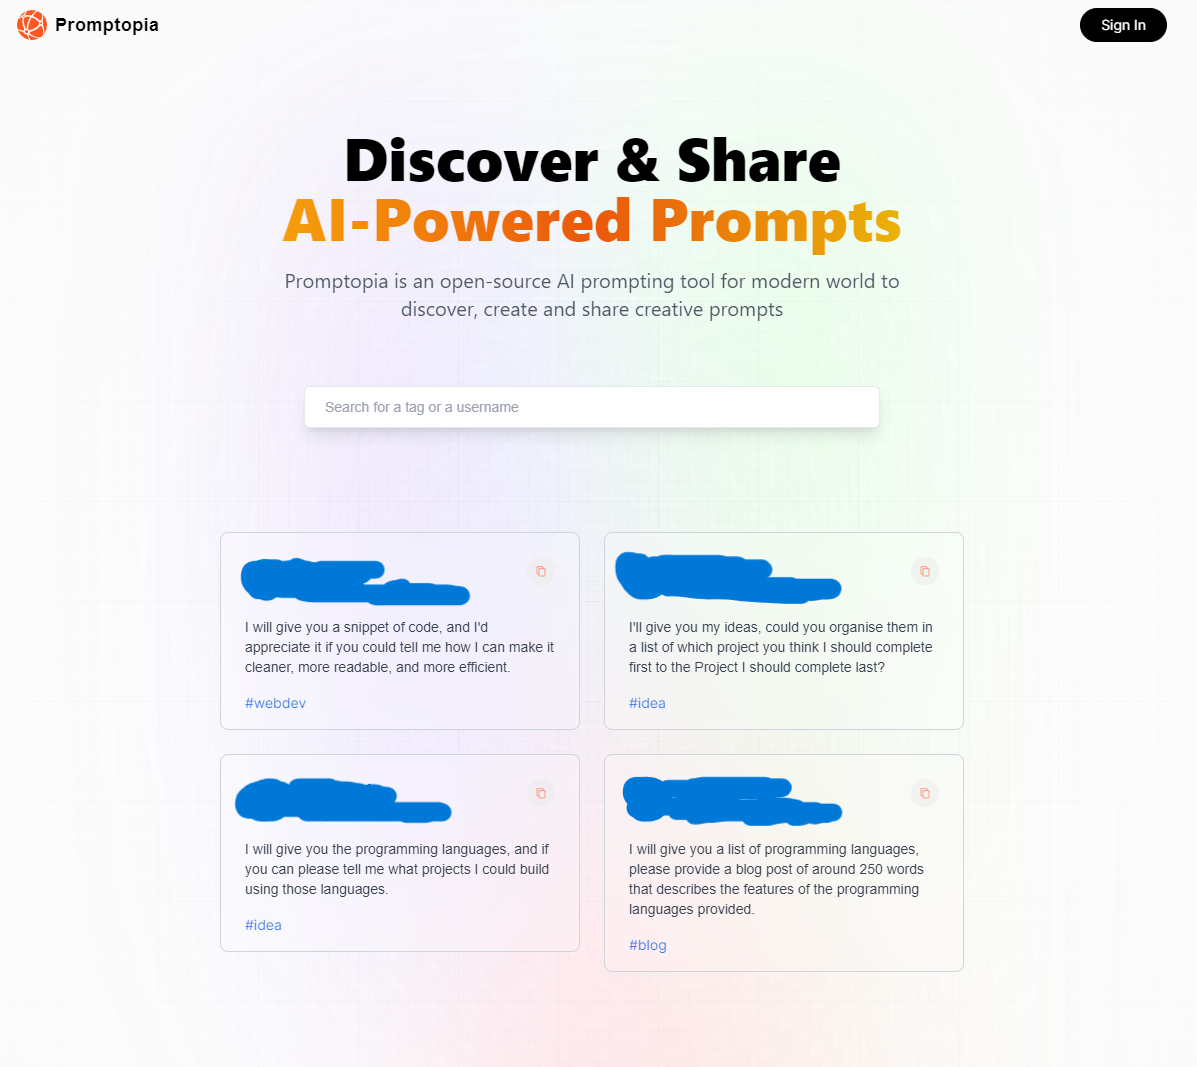 Promptopia
Sign In
Discover & Share
AI-Powered Prompts
Promptopia is an open-source AI prompting tool for modern world to
discover, create and share creative prompts
Search for a tag or a username
I will give you a snippet of code, and I'd
appreciate it if you could tell me how I can make it
cleaner, more readable, and more efficient.
#webdev
I'll give you my ideas, could you organise them in
a list of which project you think I should complete
first to the Project I should complete last?
#idea
I will give you the programming languages, and if
you can please tell me what projects I could build
using those languages.
#idea
I will give you a list of programming languages,
please provide a blog post of around 250 words
that describes the features of the programming
languages provided.
#blog